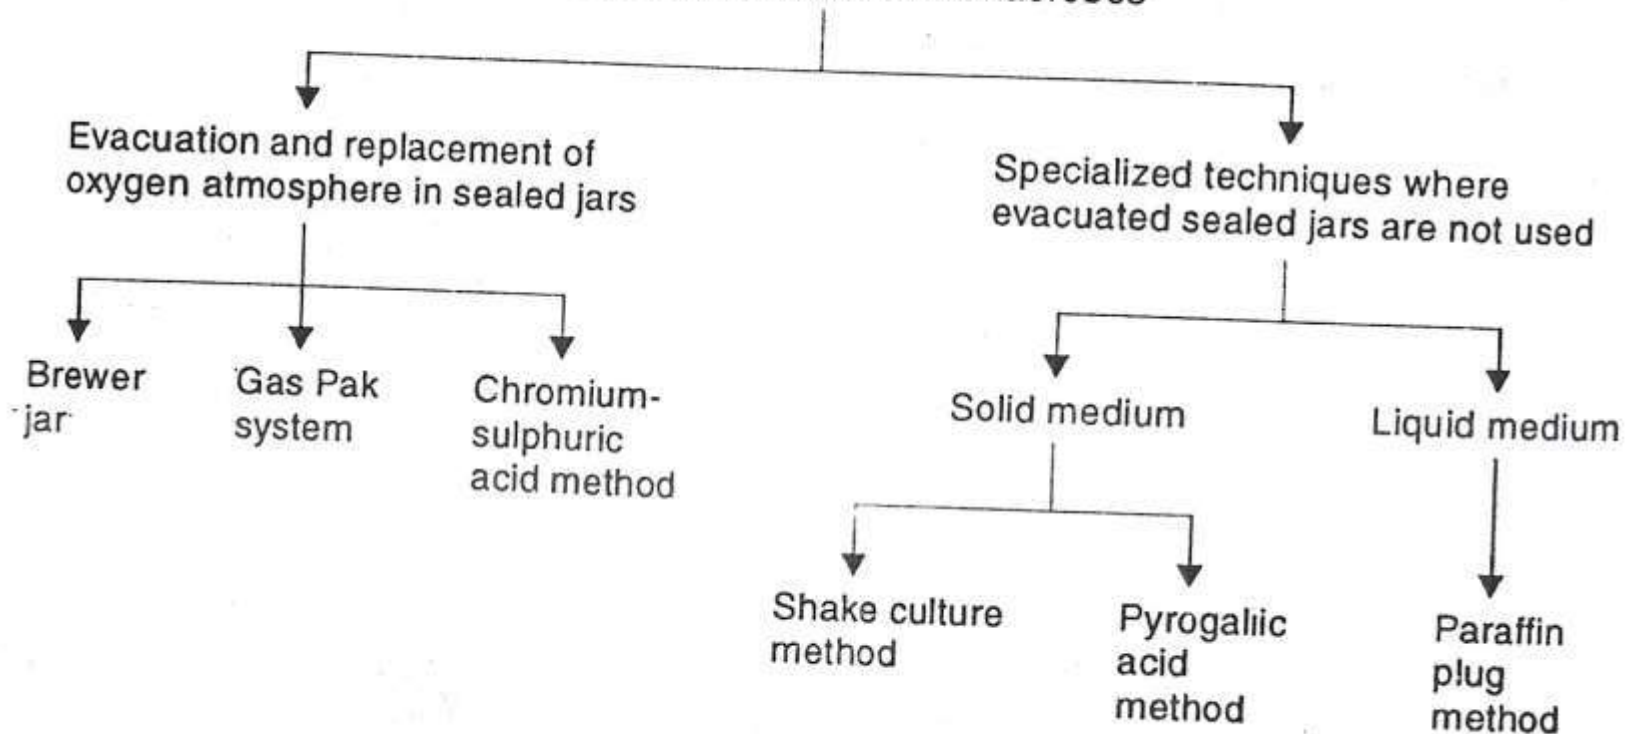 Evacuation and replacement of
oxygen atmosphere in sealed jars
Specialized techniques where
evacuated sealed jars are not used
Brewer
jar
Gas Pak
system
Chromium-
sulphuric
acid method
Solid medium
Liquid medium
Shake culture
method
Pyrogallic
acid
method
Paraffin
plug
method